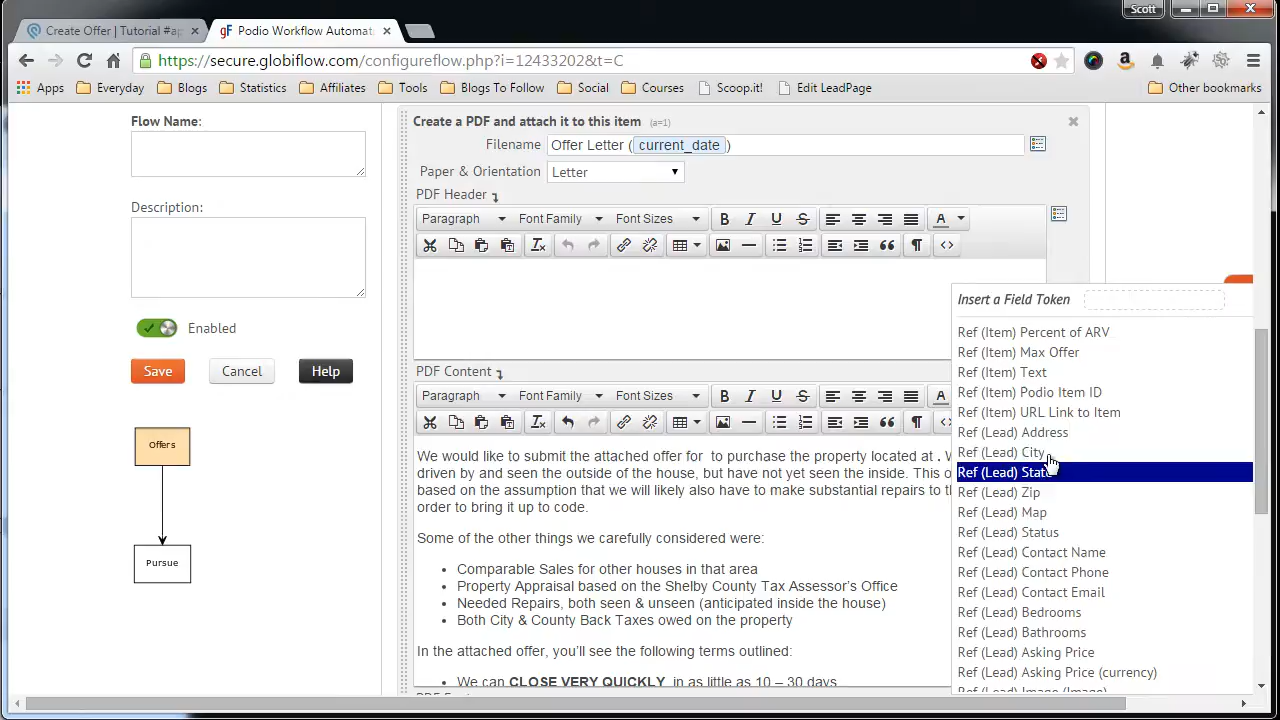 Scott
Create Offer | Tutorial #ap
Podio Workflow Automat
https://secure.globiflow.com/configureflow.php?i=12433202&t=C
Apps
Everyday
Blogs
Statistics
Affiliates
Tools
Blogs To Follow
Social
Courses
Scoop.it!
Edit LeadPage
Other bookmarks
Flow Name:
Description:
Enabled
Save
Cancel
Help
Offers
Pursue
Create a PDF and attach it to this item (a=1)
Filename
Offer Letter ( current_date )
Paper & Orientation
Letter
PDF Header
Paragraph
Font Family
Font Sizes
PDF Content
Paragraph
Font Family
Font Sizes
We would like to submit the attached offer for to purchase the property located at . W
driven by and seen the outside of the house, but have not yet seen the inside. This o
based on the assumption that we will likely also have to make substantial repairs to th
order to bring it up to code.
Some of the other things we carefully considered were:
Comparable Sales for other houses in that area
Property Appraisal based on the Shelby County Tax Assessor's Office
Needed Repairs, both seen & unseen (anticipated inside the house)
Both City & County Back Taxes owed on the property
In the attached offer, you'll see the following terms outlined:
We can CLOSE VERY QUICKLY in as little as 10 – 30 days
Insert a Field Token
Ref (Item) Percent of ARV
Ref (Item) Max Offer
Ref (Item) Text
Ref (Item) Podio Item ID
Ref (Item) URL Link to Item
Ref (Lead) Address
Ref (Lead) City
Ref (Lead) State
Ref (Lead) Zip
Ref (Lead) Map
Ref (Lead) Status
Ref (Lead) Contact Name
Ref (Lead) Contact Phone
Ref (Lead) Contact Email
Ref (Lead) Bedrooms
Ref (Lead) Bathrooms
Ref (Lead) Asking Price
Ref (Lead) Asking Price (currency)
Ref (Lead) Image (Image)